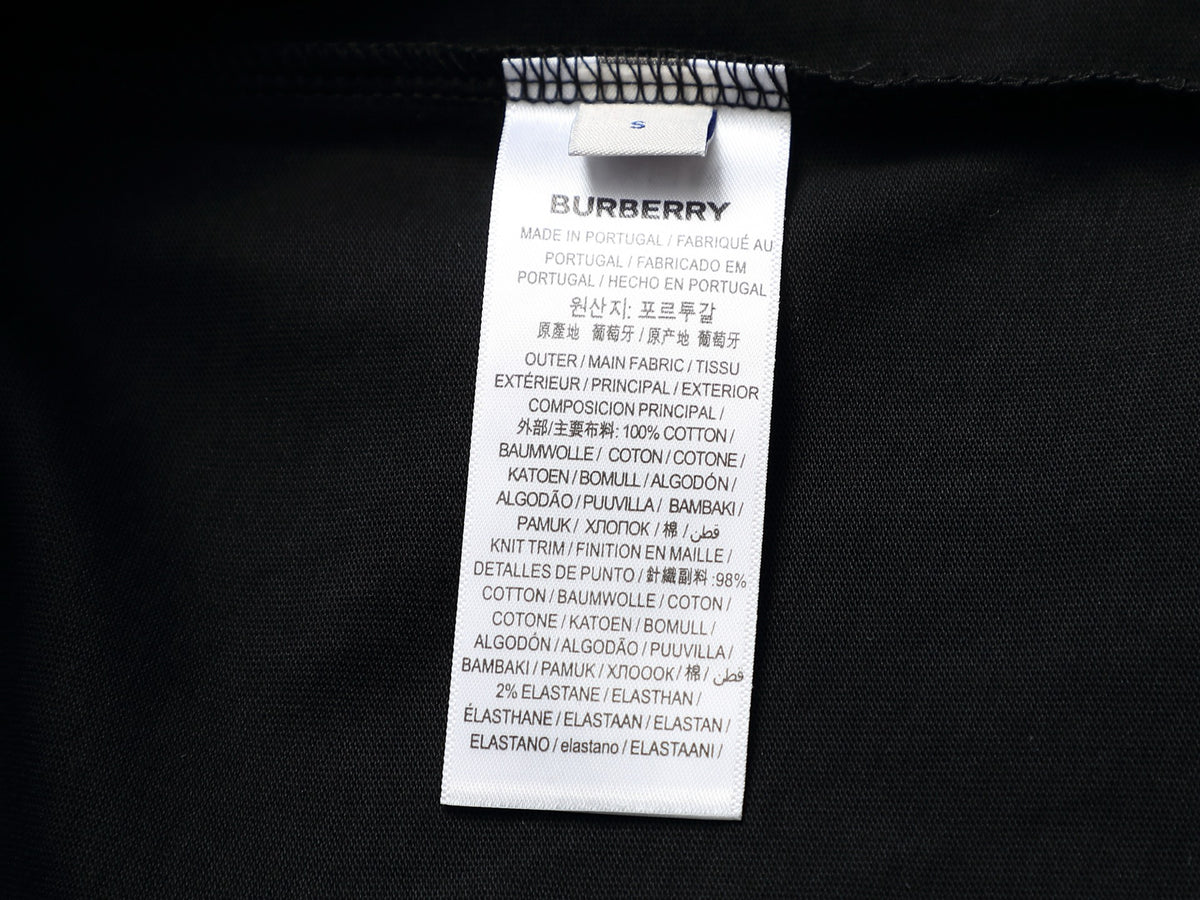 S
BURBERRY
MADE IN PORTUGAL / FABRIQUÉ AU
PORTUGAL / FABRICADO EM
PORTUGAL / HECHO EN PORTUGAL
원산지: 포르투갈
原產地 葡萄牙 / 原产地 葡萄牙
OUTER / MAIN FABRIC / TISSU
EXTÉRIEUR / PRINCIPAL / EXTERIOR
COMPOSICION PRINCIPAL /
外部/主要布料: 100% COTTON /
BAUMWOLLE / COTON / COTONE /
KATOEN / BOMULL / ALGODÓN /
ALGODÃO / PUUVILLA / BAMBAKI /
PAMUK / ХЛОПОК / 棉 / قطن
KNIT TRIM / FINITION EN MAILLE /
DETALLES DE PUNTO / 針織副料 :98%
COTTON / BAUMWOLLE / COTON /
COTONE / KATOEN / BOMULL /
ALGODÓN / ALGODÃO / PUUVILLA /
BAMBAKI / PAMUK / ХЛОООК / 棉 / قطن
2% ELASTANE / ELASTHAN /
ÉLASTHANE / ELASTAAN / ELASTAN /
ELASTANO / elastano / ELASTAANI /